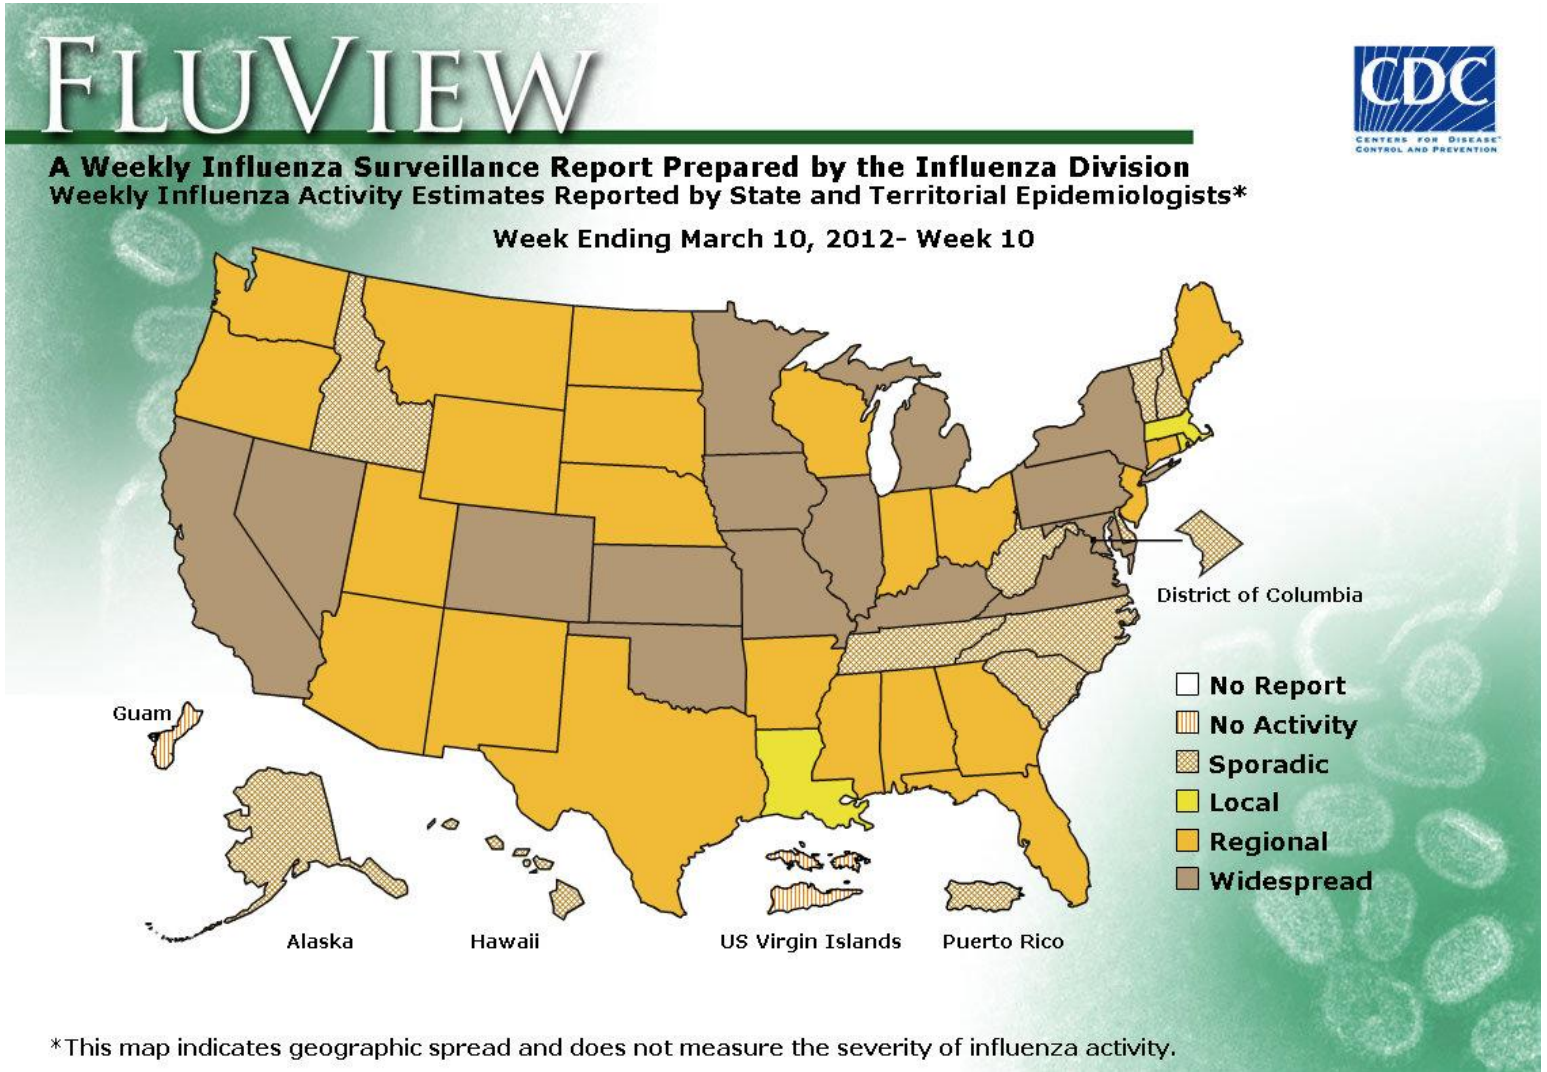 FLUVIEW
CDC
CENTERS FOR DISEASE™
CONTROL AND PREVENTION
A Weekly Influenza Surveillance Report Prepared by the Influenza Division
Weekly Influenza Activity Estimates Reported by State and Territorial Epidemiologists*
Week Ending March 10, 2012- Week 10
District of Columbia
No Report
Guam
No Activity
Sporadic
Local
Regional
Widespread
Alaska
Hawaii
US Virgin Islands
Puerto Rico
*This map indicates geographic spread and does not measure the severity of influenza activity.